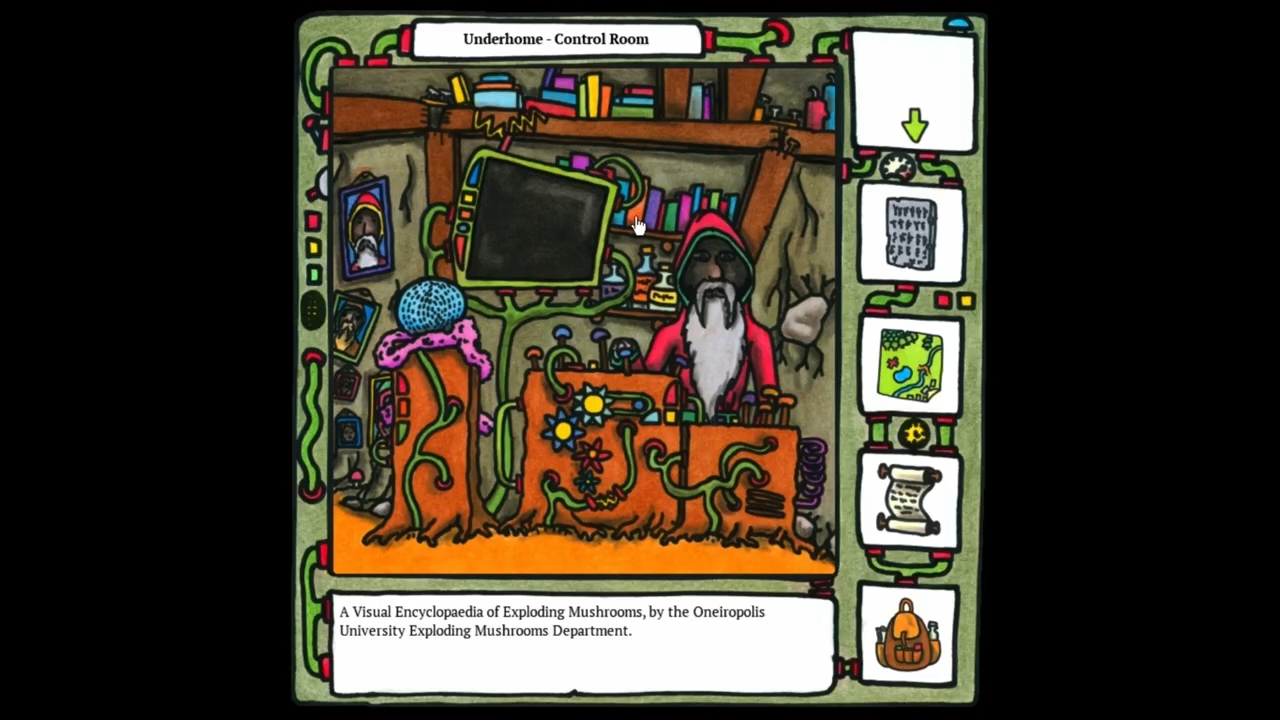 Underhome - Control Room
A Visual Encyclopaedia of Exploding Mushrooms, by the Oneiropolis
University Exploding Mushrooms Department.